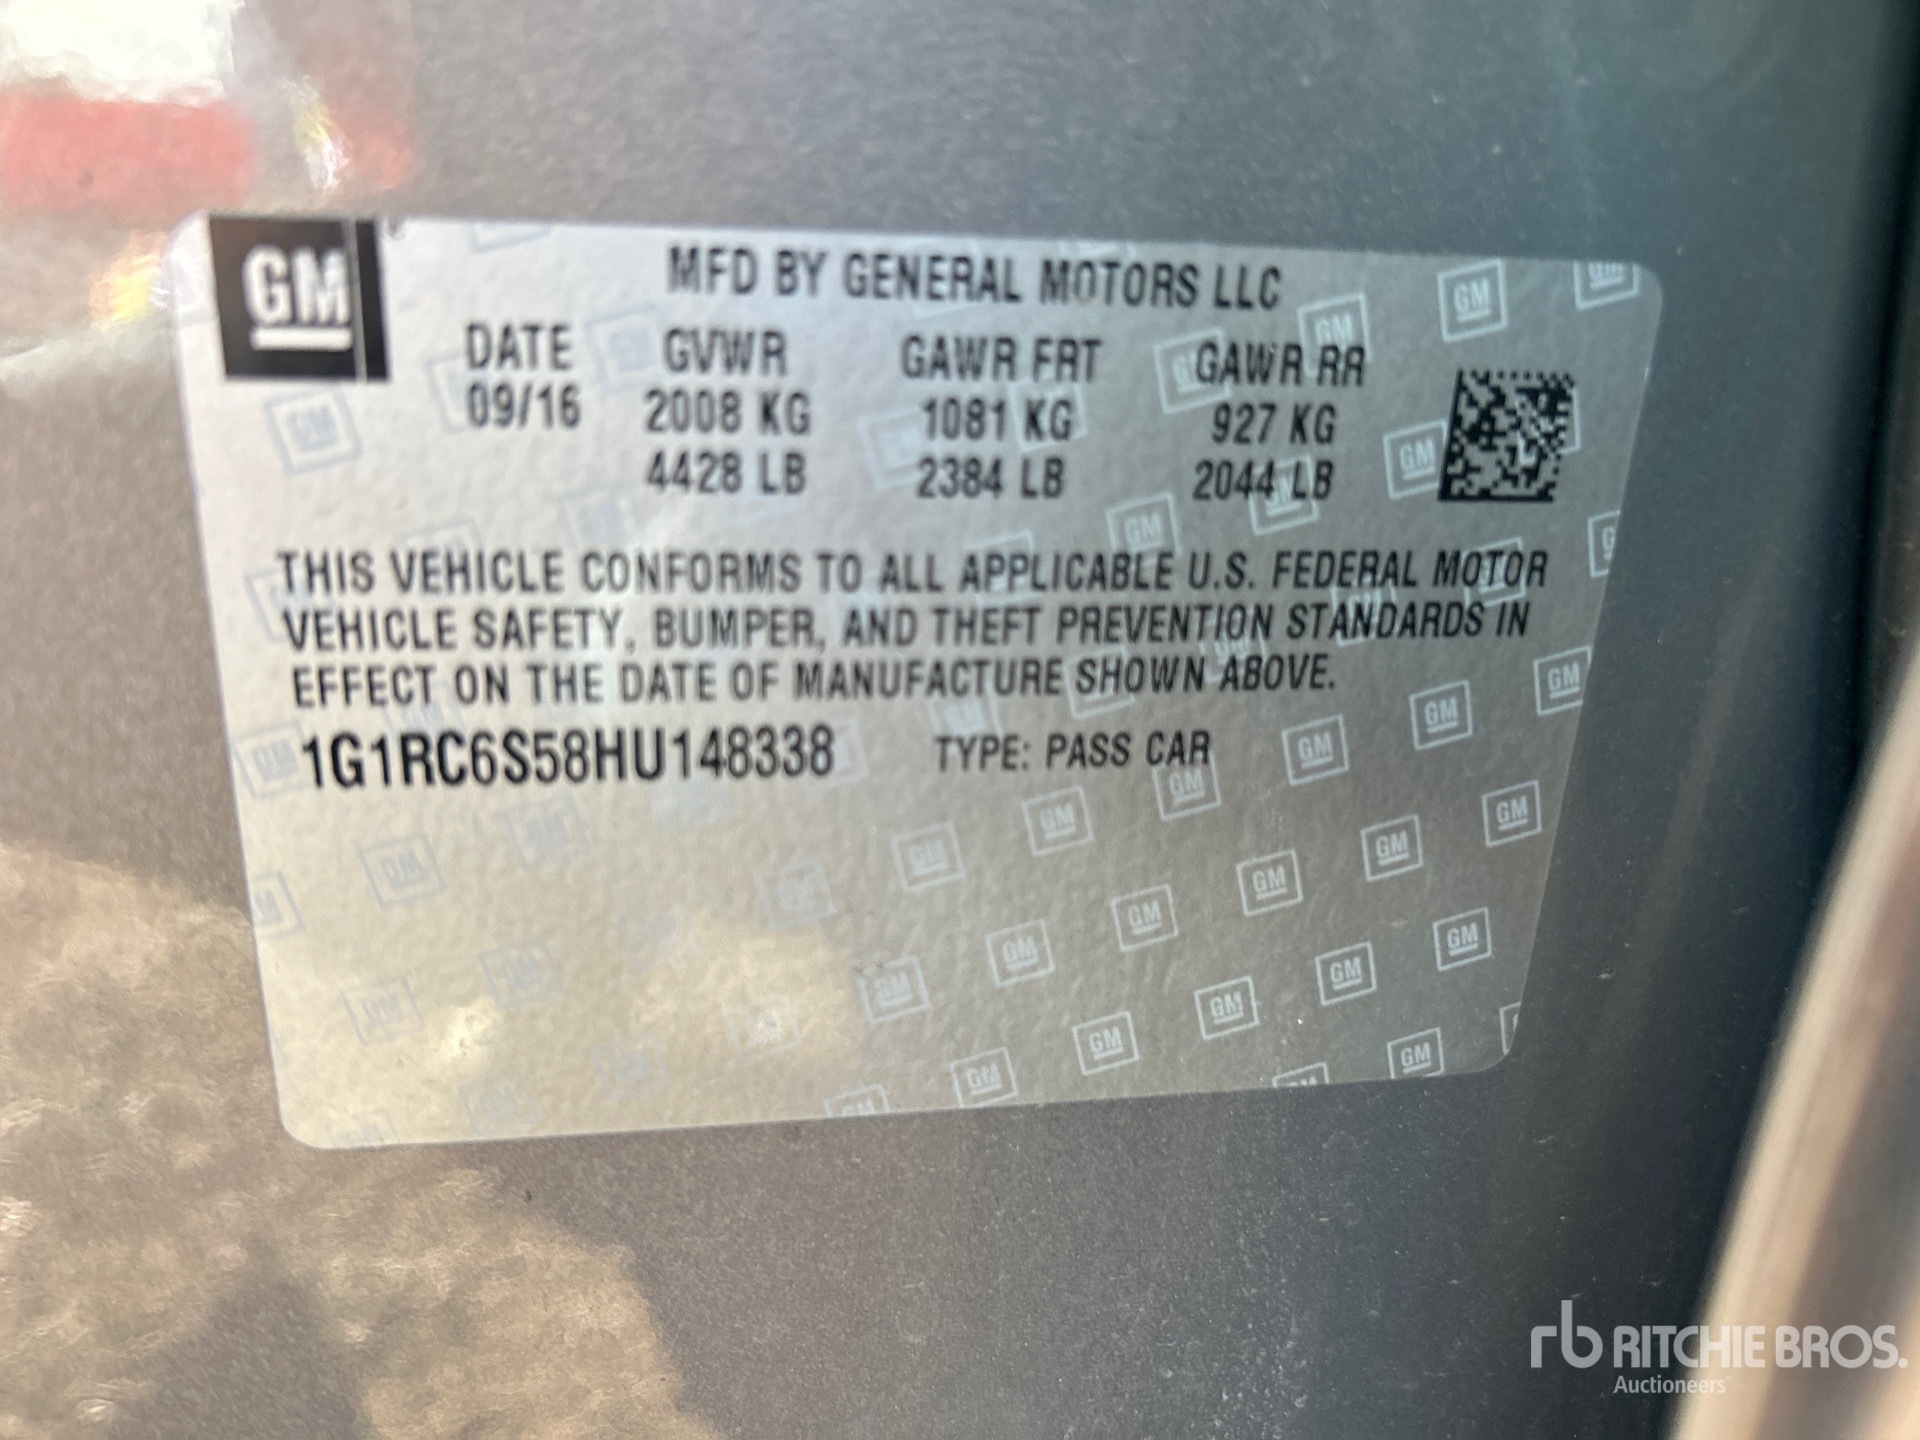 GM
MFD BY GENERAL MOTORS LLC
DATE GVWR GAWR FRT GAWR RR
09/16 2008 KG 1081 KG 927 KG
4428 LB 2384 LB 2044 LB
THIS VEHICLE CONFORMS TO ALL APPLICABLE U.S. FEDERAL MOTOR
VEHICLE SAFETY, BUMPER, AND THEFT PREVENTION STANDARDS IN
EFFECT ON THE DATE OF MANUFACTURE SHOWN ABOVE.
1G1RC6S58HU148338 TYPE: PASS CAR
rb RITCHIE BROS.
Auctioneers